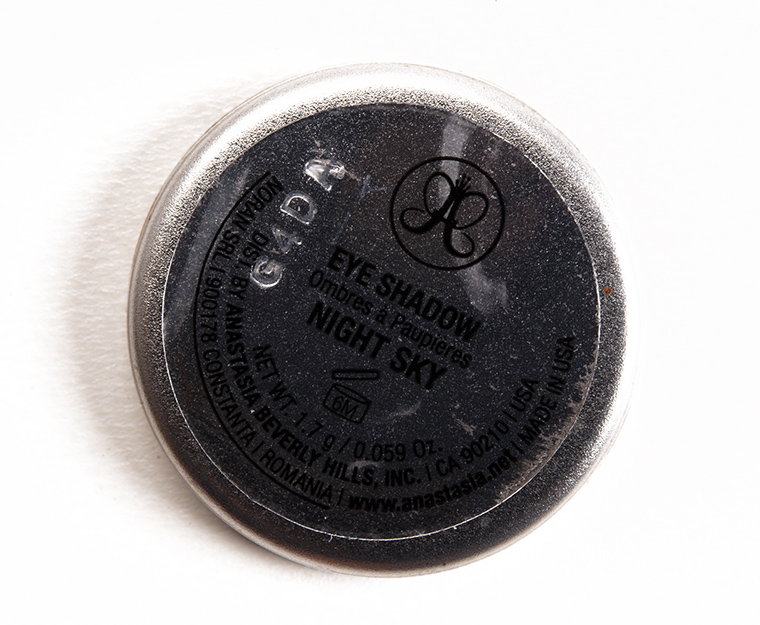 G4DA
EYE SHADOW
Ombres à Paupières
NIGHT SKY
6M
NET WT. 1.7 g / 0.059 Oz.
DIST. BY ANASTASIA BEVERLY HILLS, INC. | CA 90210 | USA
NORIAN SRL | 900178 CONSTANTA | ROMANIA | www.anastasia.net | MADE IN USA